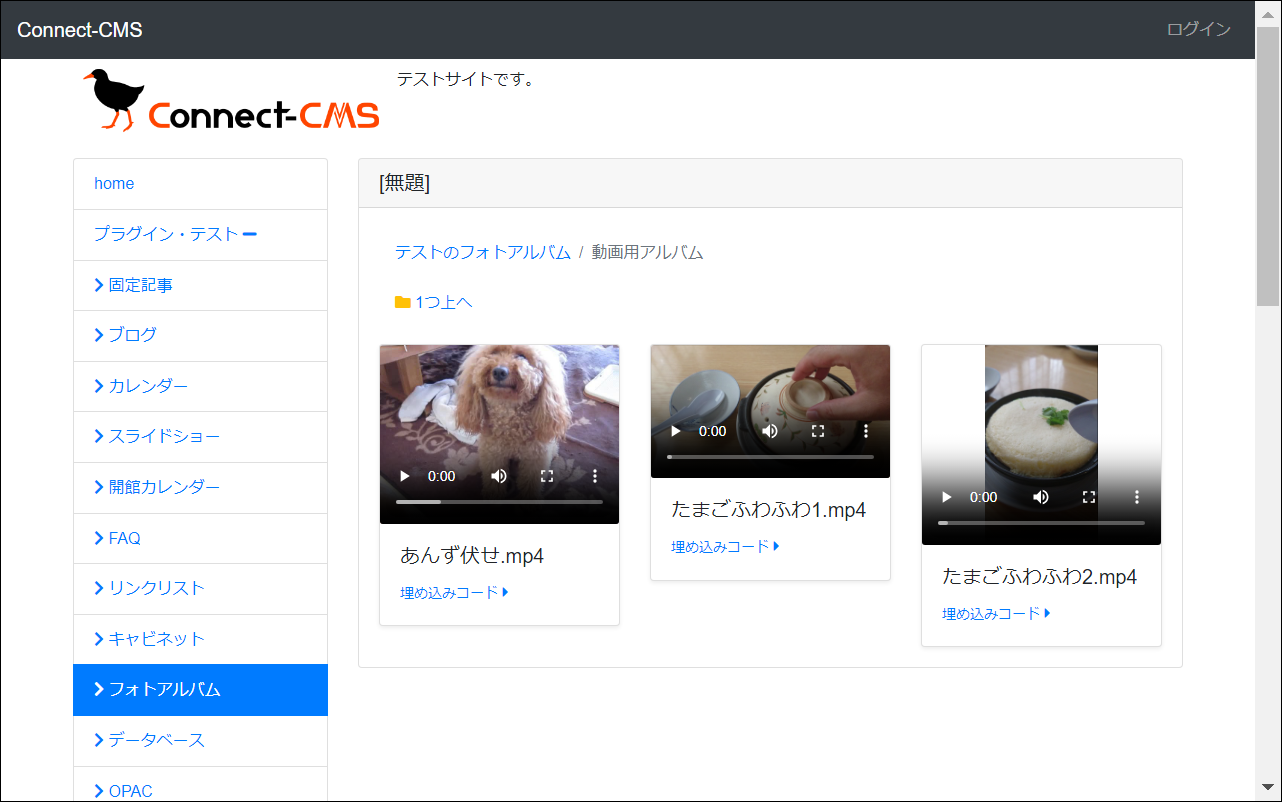 Connect-CMS
ログイン
Connect-CMS
テストサイトです。
home
プラグイン・テスト
固定記事
ブログ
カレンダー
スライドショー
開館カレンダー
FAQ
リンクリスト
キャビネット
フォトアルバム
データベース
OPAC
[無題]
テストのフォトアルバム / 動画用アルバム
1つ上へ
0:00
あんず伏せ.mp4
埋め込みコード
0:00
たまごふわふわ1.mp4
埋め込みコード
0:00
たまごふわふわ2.mp4
埋め込みコード